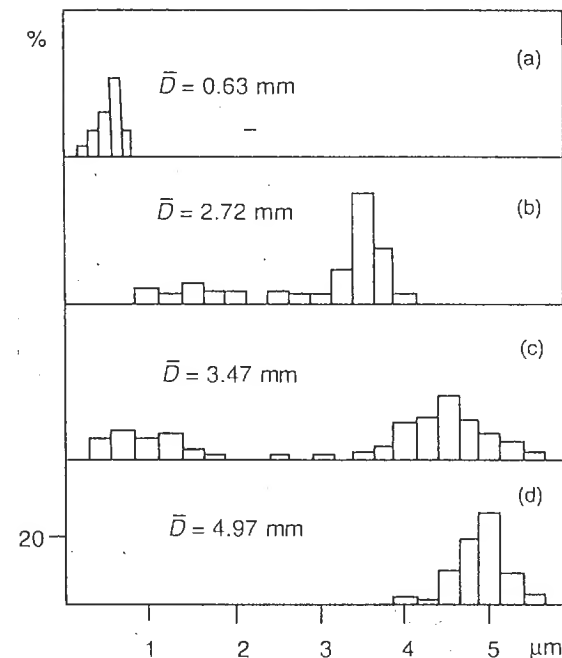 %
(a)
D̄ = 0.63 mm
(b)
D̄ = 2.72 mm
(c)
D̄ = 3.47 mm
(d)
D̄ = 4.97 mm
20
1 2 3 4 5 μm